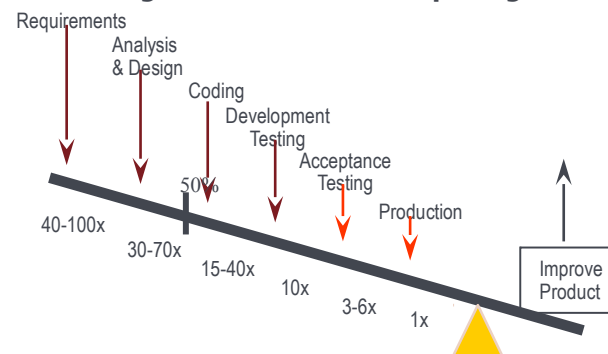 Requirements
Analysis
& Design
Coding
Development
Testing
Acceptance
Testing
Production
50%
40-100x
30-70x
15-40x
10x
3-6x
1x
Improve
Product